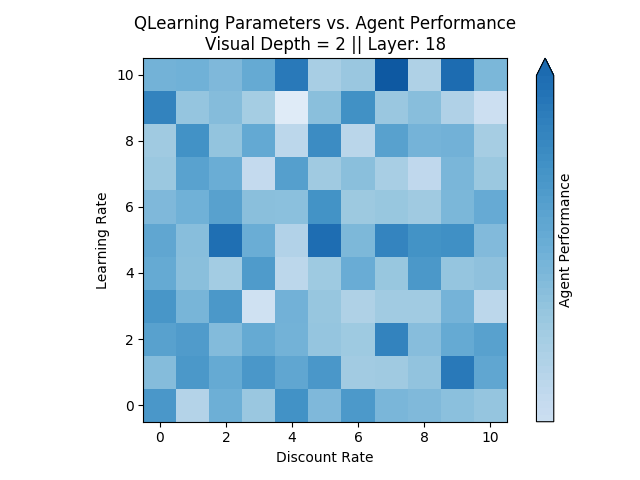 QLearning Parameters vs. Agent Performance
Visual Depth = 2 || Layer: 18
10
8
6
4
2
0
Learning Rate
0 2 4 6 8 10
Discount Rate
Agent Performance